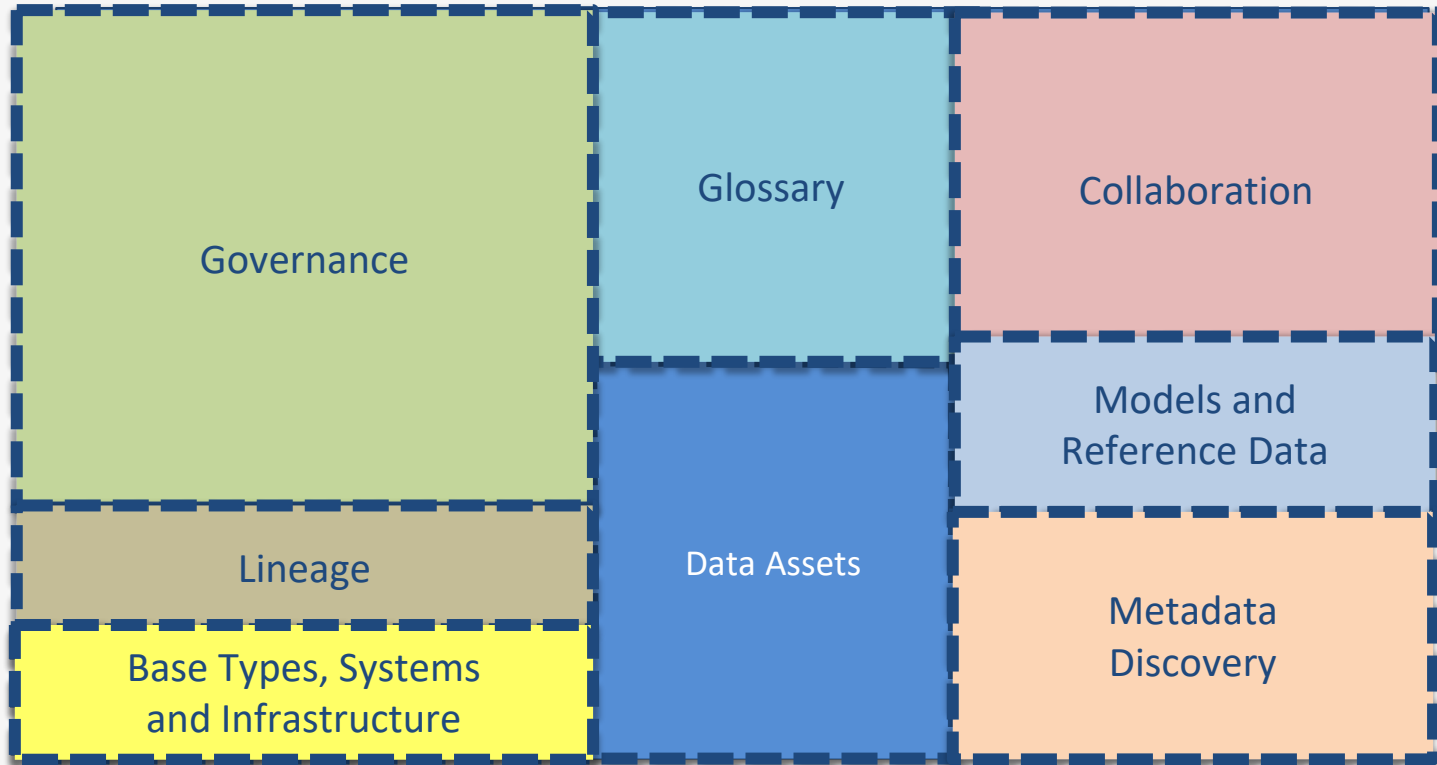 Governance
Lineage
Base Types, Systems
and Infrastructure
Glossary
Data Assets
Collaboration
Models and
Reference Data
Metadata
Discovery